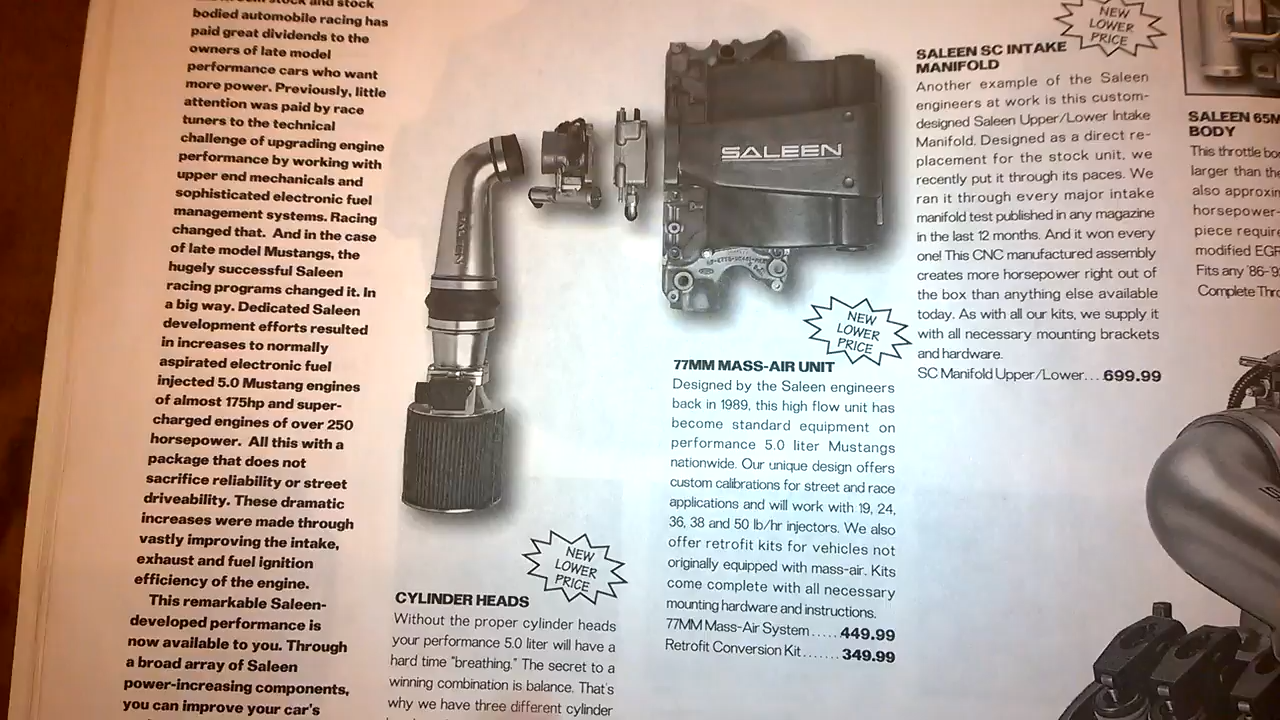 bodied automobile racing has
paid great dividends to the
owners of late model
performance cars who want
more power. Previously, little
attention was paid by race
tuners to the technical
challenge of upgrading engine
performance by working with
upper end mechanicals and
sophisticated electronic fuel
management systems. Racing
changed that. And in the case
of late model Mustangs, the
hugely successful Saleen
racing programs changed it. In
a big way. Dedicated Saleen
development efforts resulted
in increases to normally
aspirated electronic fuel
injected 5.0 Mustang engines
of almost 175hp and super-
charged engines of over 250
horsepower. All this with a
package that does not
sacrifice reliability or street
driveability. These dramatic
increases were made through
vastly improving the intake,
exhaust and fuel ignition
efficiency of the engine.
This remarkable Saleen-
developed performance is
now available to you. Through
a broad array of Saleen
power-increasing components,
you can improve your car's
SALEEN
SALEEN
NEW
LOWER
PRICE
CYLINDER HEADS
Without the proper cylinder heads
your performance 5.0 liter will have a
hard time "breathing." The secret to a
winning combination is balance. That's
why we have three different cylinder
NEW
LOWER
PRICE
77MM MASS-AIR UNIT
Designed by the Saleen engineers
back in 1989, this high flow unit has
become standard equipment on
performance 5.0 liter Mustangs
nationwide. Our unique design offers
custom calibrations for street and race
applications and will work with 19, 24,
36, 38 and 50 lb/hr injectors. We also
offer retrofit kits for vehicles not
originally equipped with mass-air. Kits
come complete with all necessary
mounting hardware and instructions.
77MM Mass-Air System..... 449.99
Retrofit Conversion Kit....... 349.99
NEW
LOWER
PRICE
SALEEN SC INTAKE
MANIFOLD
Another example of the Saleen
engineers at work is this custom-
designed Saleen Upper/Lower Intake
Manifold. Designed as a direct re-
placement for the stock unit, we
recently put it through its paces. We
ran it through every major intake
manifold test published in any magazine
in the last 12 months. And it won every
one! This CNC manufactured assembly
creates more horsepower right out of
the box than anything else available
today. As with all our kits, we supply it
with all necessary mounting brackets
and hardware.
SC Manifold Upper/Lower... 699.99
SALEEN 65M
BODY
This throttle bo
larger than the
also approxin
horsepower
piece require
modified EGR
Fits any '86-'9
Complete Thro